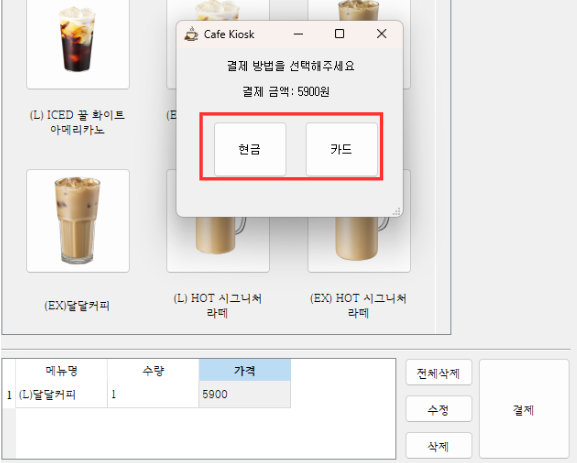 Cafe Kiosk
결제 방법을 선택해주세요
결제 금액: 5900원
현금
카드
(L) ICED 꿀 화이트
아메리카노
(E
(EX)달달커피
(L) HOT 시그니처
라떼
(EX) HOT 시그니처
라떼
메뉴명
수량
가격
1
(L)달달커피
1
5900
전체삭제
수정
삭제
결제